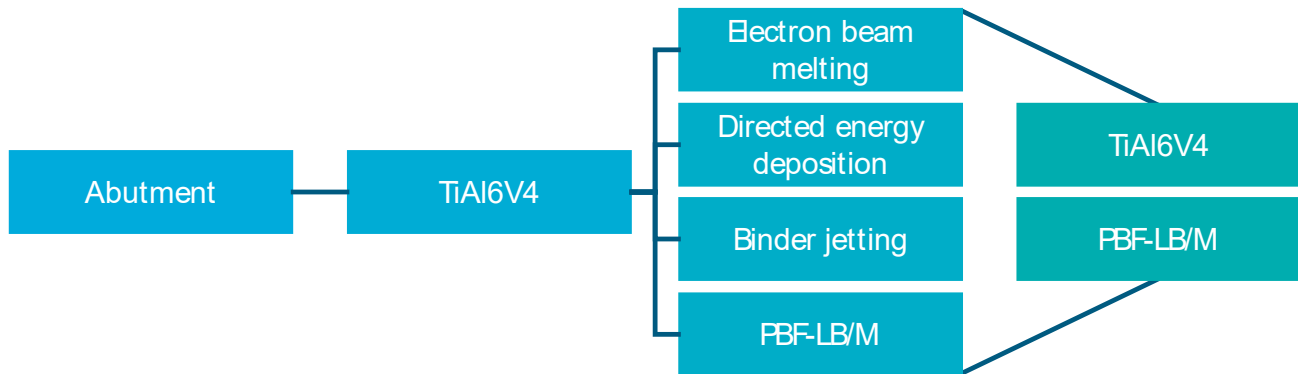 Abutment
TiAl6V4
Electron beam
melting
Directed energy
deposition
Binder jetting
PBF-LB/M
TiAl6V4
PBF-LB/M